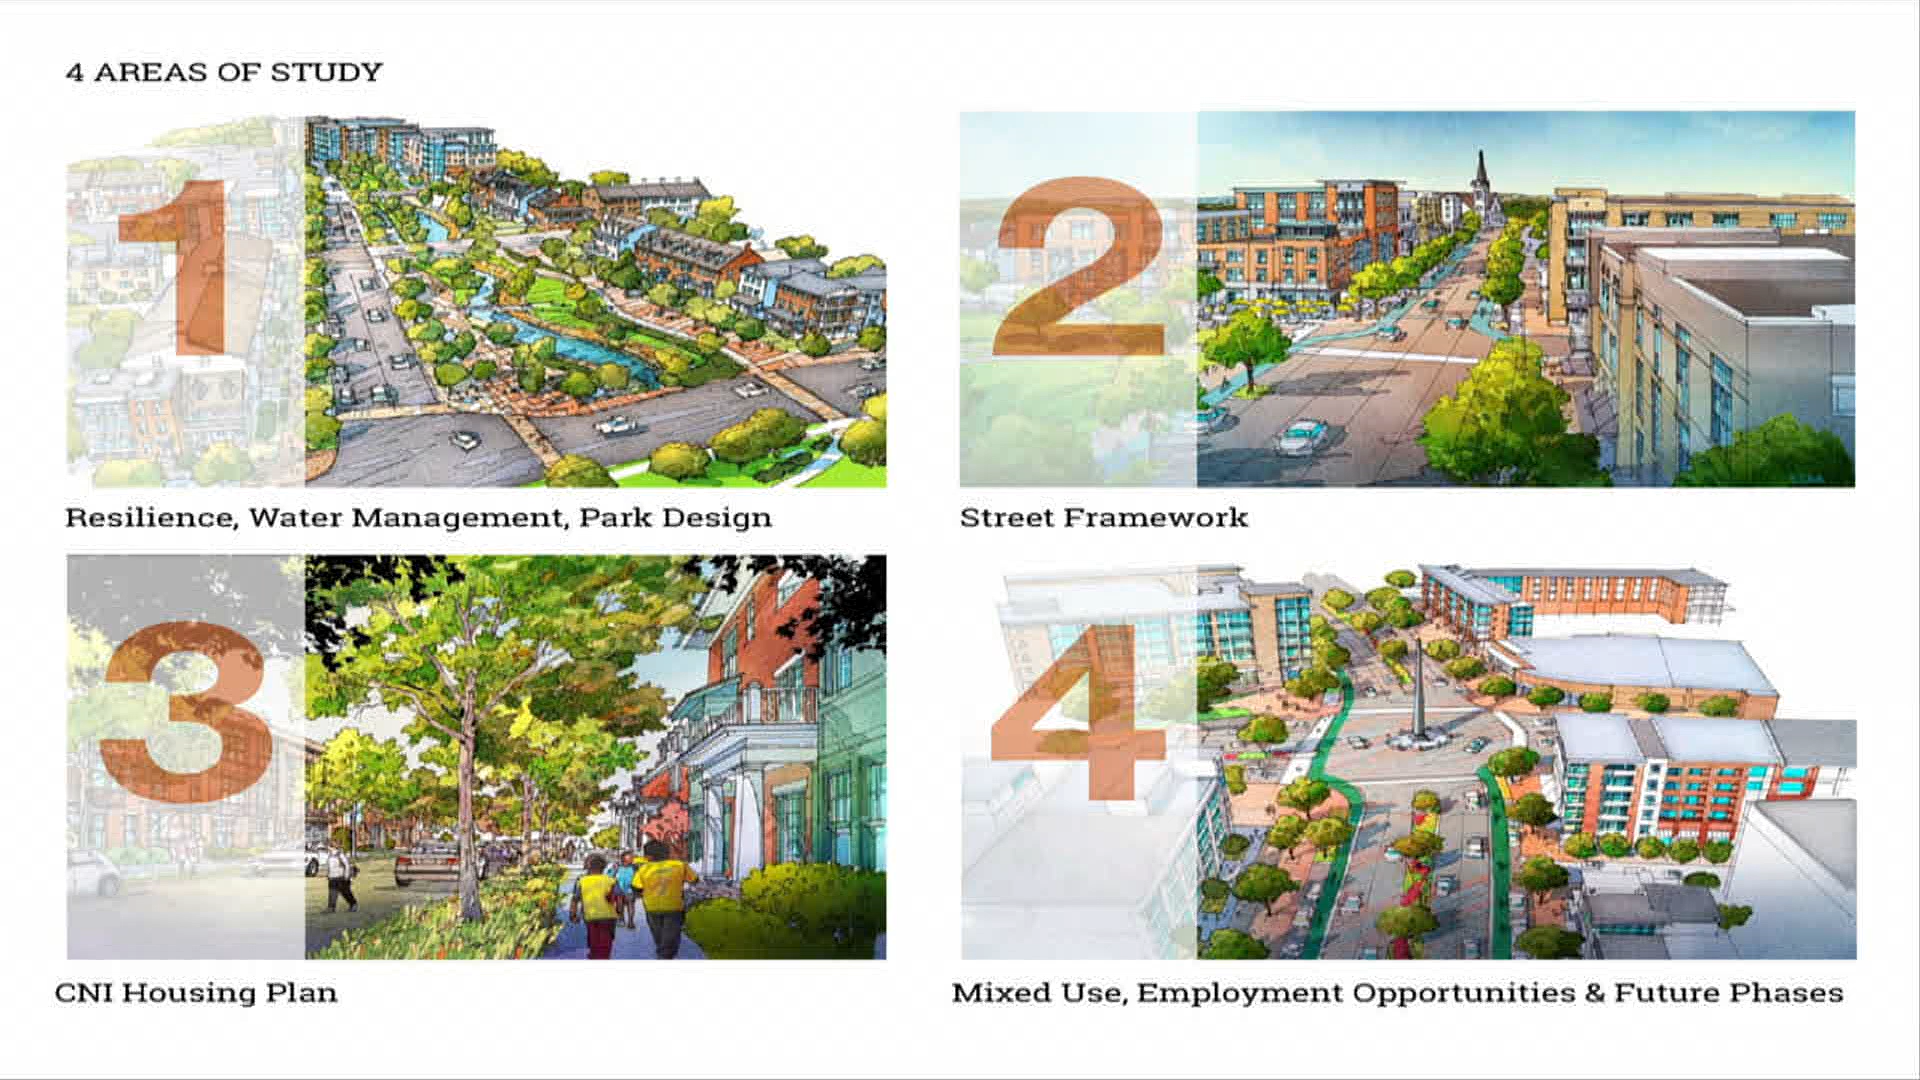 4 AREAS OF STUDY
1
2
Resilience, Water Management, Park Design
Street Framework
3
4
CNI Housing Plan
Mixed Use, Employment Opportunities & Future Phases